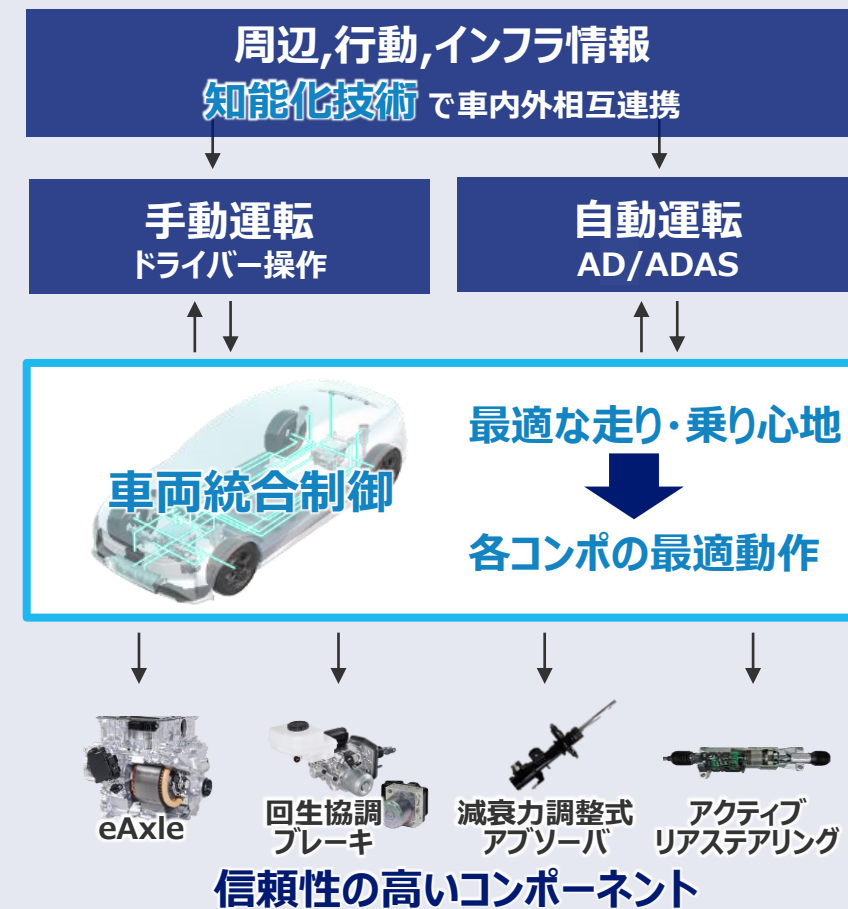 周辺,行動,インフラ情報
知能化技術 で車内外相互連携
手動運転
ドライバー操作
自動運転
AD/ADAS
車両統合制御
最適な走り・乗り心地
各コンポの最適動作
eAxle
回生協調
ブレーキ
減衰力調整式
アブソーバ
アクティブ
リアステアリング
信頼性の高いコンポーネント